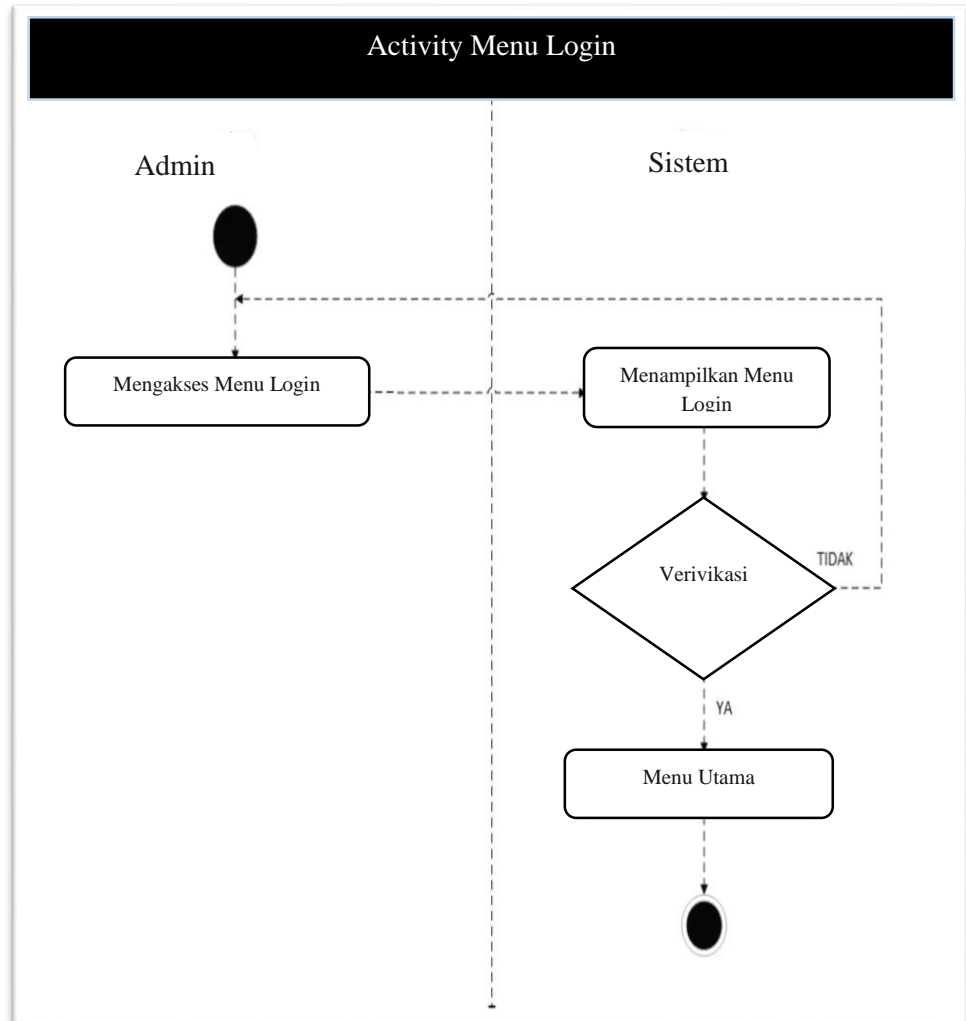 Activity Menu Login
Admin
Sistem
Mengakses Menu Login
Menampilkan Menu
Login
Verivikasi
TIDAK
YA
Menu Utama